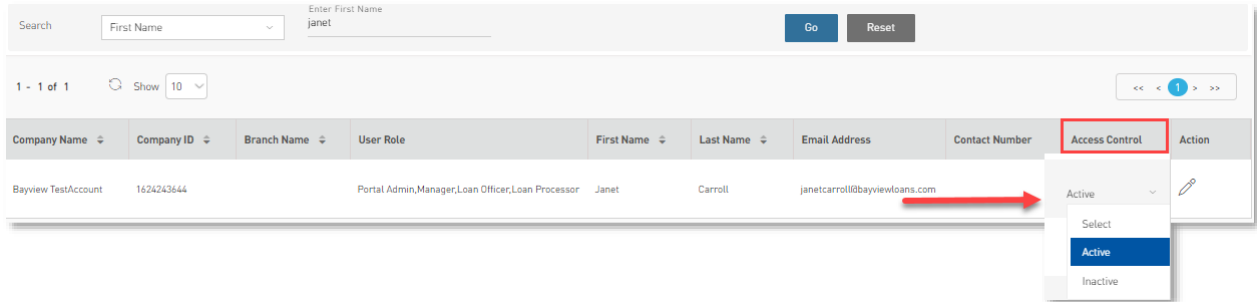 Enter First Name
Search First Name janet Go Reset
1 - 1 of 1 Show 10 << < 1 > >>
Company Name Company ID Branch Name User Role First Name Last Name Email Address Contact Number Access Control Action
Bayview TestAccount 1624243644 Portal Admin,Manager,Loan Officer,Loan Processor Janet Carroll janetcarroll@bayviewloans.com Active
Select
Active
Inactive